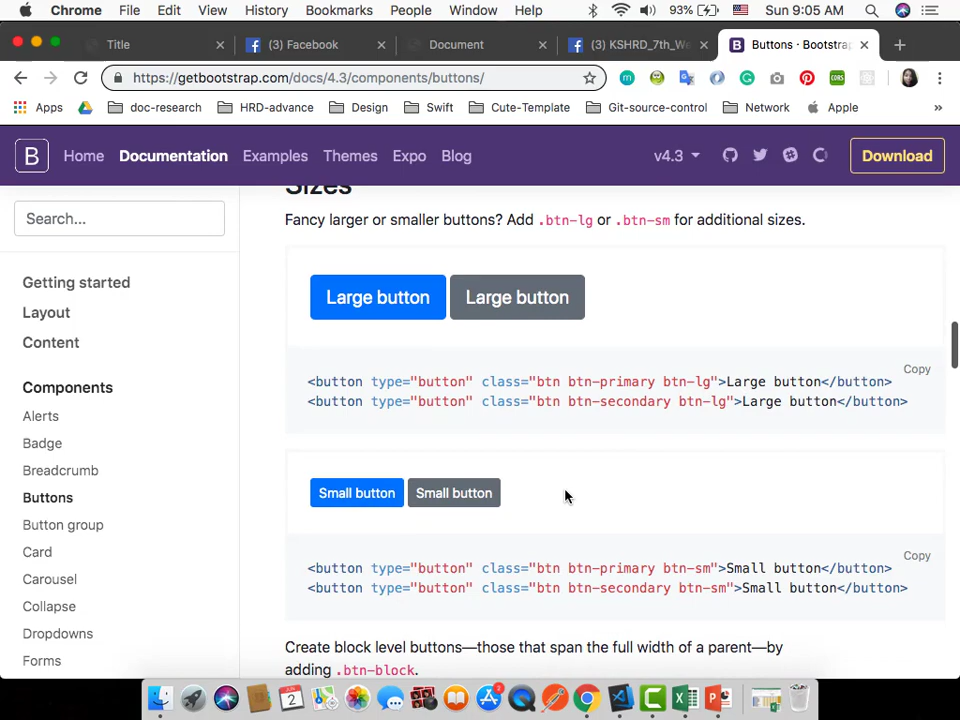 Chrome File Edit View History Bookmarks People Window Help 93% Sun 9:05 AM
Title (3) Facebook Document (3) KSHRD_7th_We Buttons · Bootstra
https://getbootstrap.com/docs/4.3/components/buttons/
Apps doc-research HRD-advance Design Swift Cute-Template Git-source-control Network Apple »
B Home Documentation Examples Themes Expo Blog v4.3 Download
Search...
Getting started
Layout
Content
Components
Alerts
Badge
Breadcrumb
Buttons
Button group
Card
Carousel
Collapse
Dropdowns
Forms
Sizes
Fancy larger or smaller buttons? Add .btn-lg or .btn-sm for additional sizes.
Large button Large button
Copy
<button type="button" class="btn btn-primary btn-lg">Large button</button>
<button type="button" class="btn btn-secondary btn-lg">Large button</button>
Small button Small button
Copy
<button type="button" class="btn btn-primary btn-sm">Small button</button>
<button type="button" class="btn btn-secondary btn-sm">Small button</button>
Create block level buttons—those that span the full width of a parent—by
adding .btn-block.